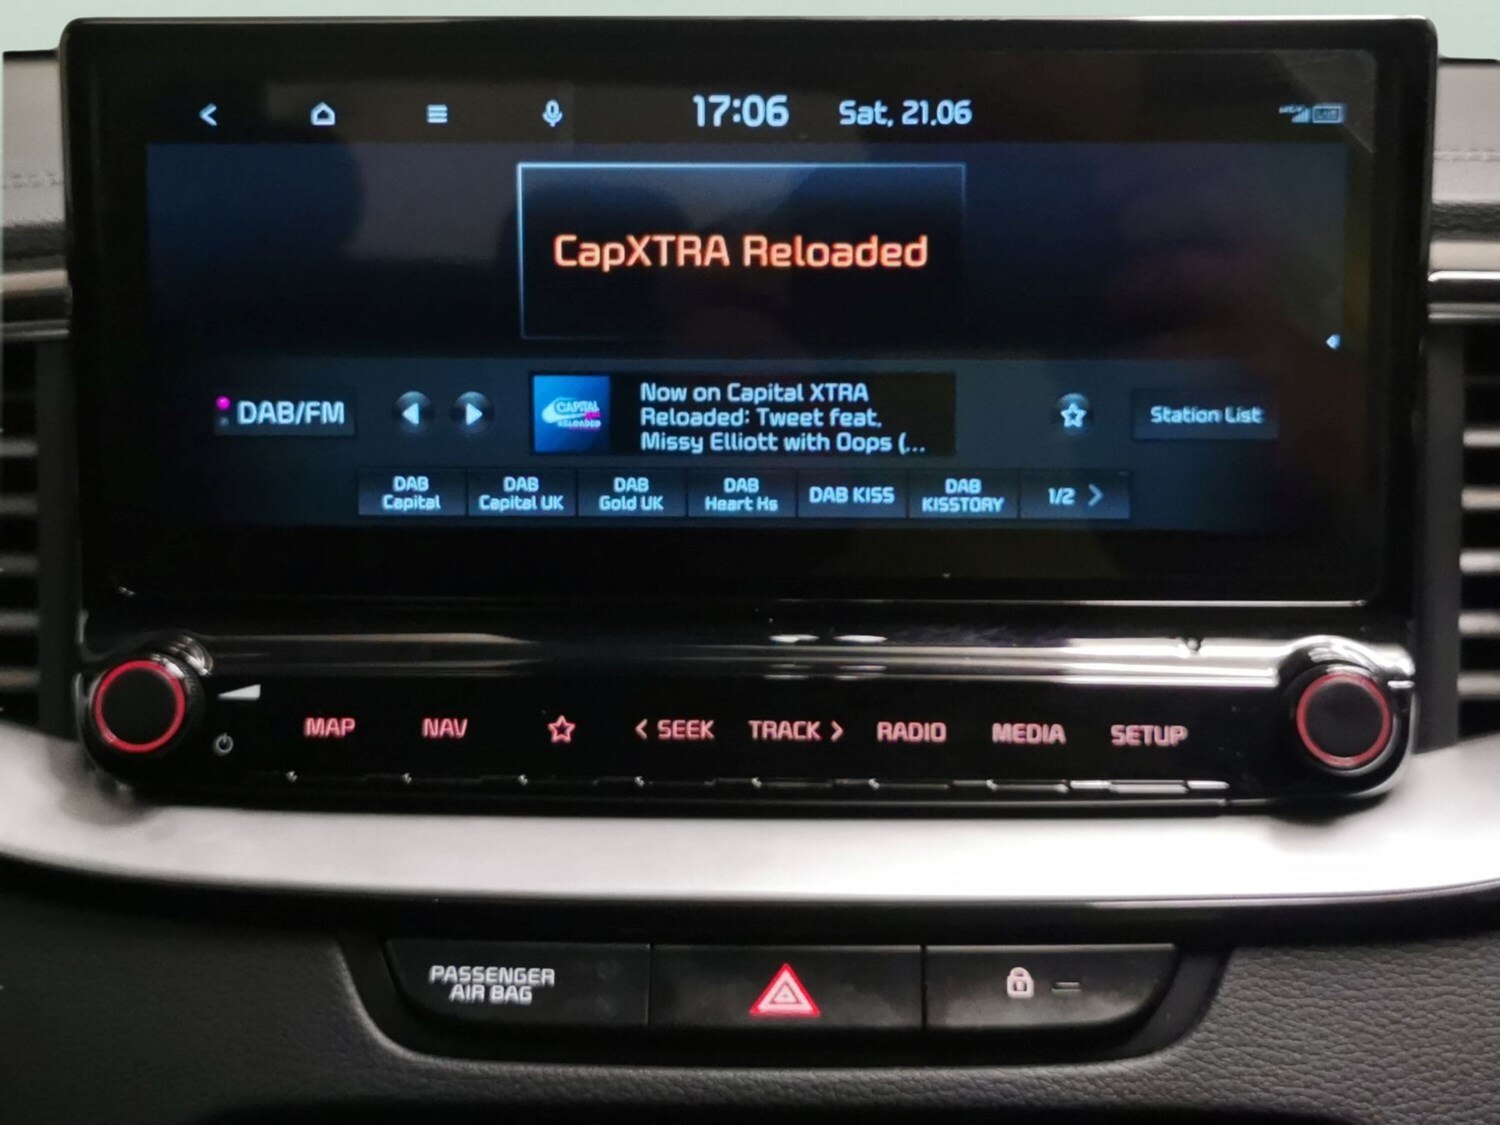 17:06 Sat, 21.06
CapXTRA Reloaded
DAB/FM
CAPITAL
RELOADED
Now on Capital XTRA
Reloaded: Tweet feat.
Missy Elliott with Oops (...
Station List
DAB
Capital
DAB
Capital UK
DAB
Gold UK
DAB
Heart Hs
DAB KISS
DAB
KISSTORY
1/2 >
MAP
NAV
< SEEK
TRACK >
RADIO
MEDIA
SETUP
PASSENGER
AIR BAG